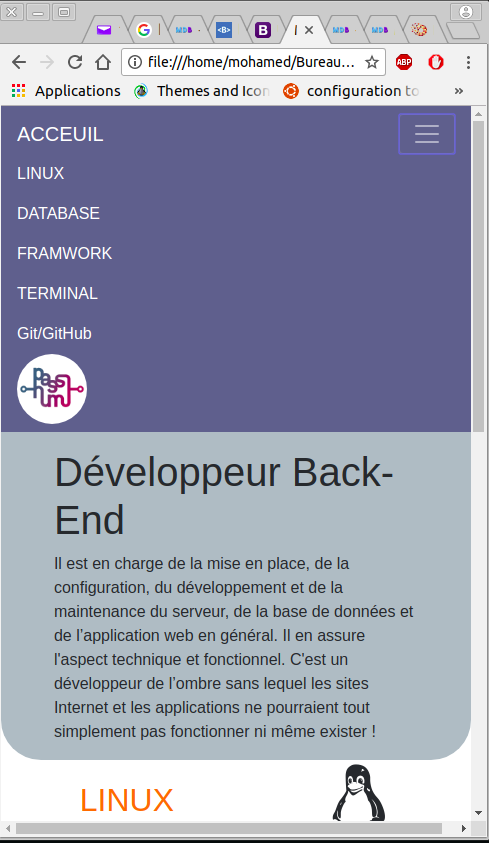 file:///home/mohamed/Bureau...
ABP
Applications Themes and Icon configuration to »
ACCEUIL
LINUX
DATABASE
FRAMWORK
TERMINAL
Git/GitHub
Développeur Back-
End
Il est en charge de la mise en place, de la
configuration, du développement et de la
maintenance du serveur, de la base de données et
de l’application web en général. Il en assure
l'aspect technique et fonctionnel. C'est un
développeur de l’ombre sans lequel les sites
Internet et les applications ne pourraient tout
simplement pas fonctionner ni même exister !
LINUX